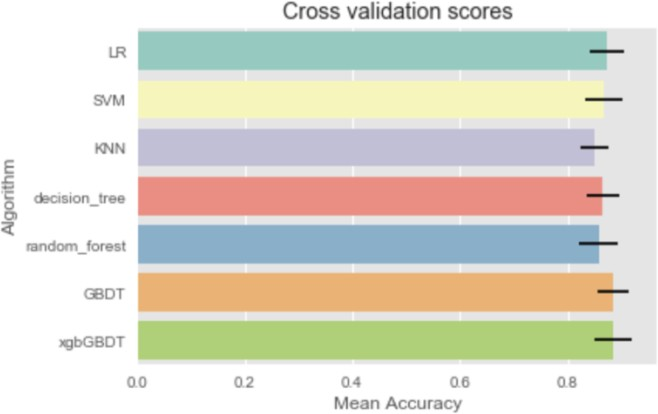 Cross validation scores
Algorithm
LR
SVM
KNN
decision_tree
random_forest
GBDT
xgbGBDT
0.0 0.2 0.4 0.6 0.8
Mean Accuracy